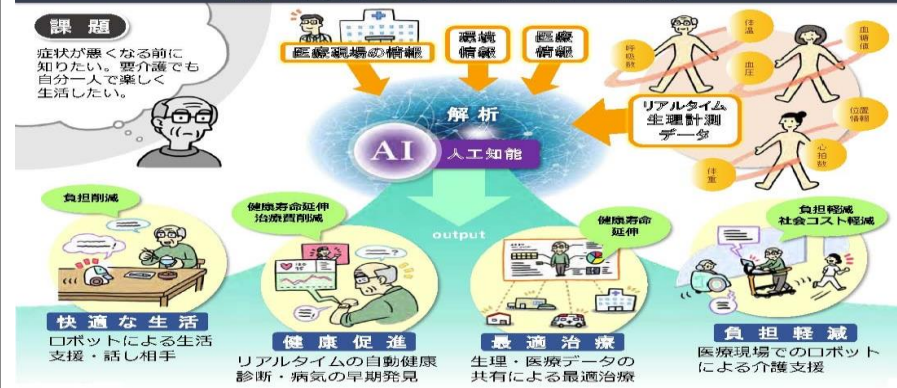 課題
症状が悪くなる前に
知りたい。要介護でも
自分一人で楽しく
生活したい。
医療現場の情報
環境
情報
医療
情報
リアルタイム
生理計測
データ
体温
呼吸数
血圧
血糖値
位置情報
心拍数
体重
解析
AI 人工知能
output
負担削減
快適な生活
ロボットによる生活
支援・話し相手
健康寿命延伸
治療費削減
健康促進
リアルタイムの自動健康
診断・病気の早期発見
健康寿命
延伸
最適治療
生理・医療データの
共有による最適治療
負担軽減
社会コスト軽減
負担軽減
医療現場でのロボット
による介護支援